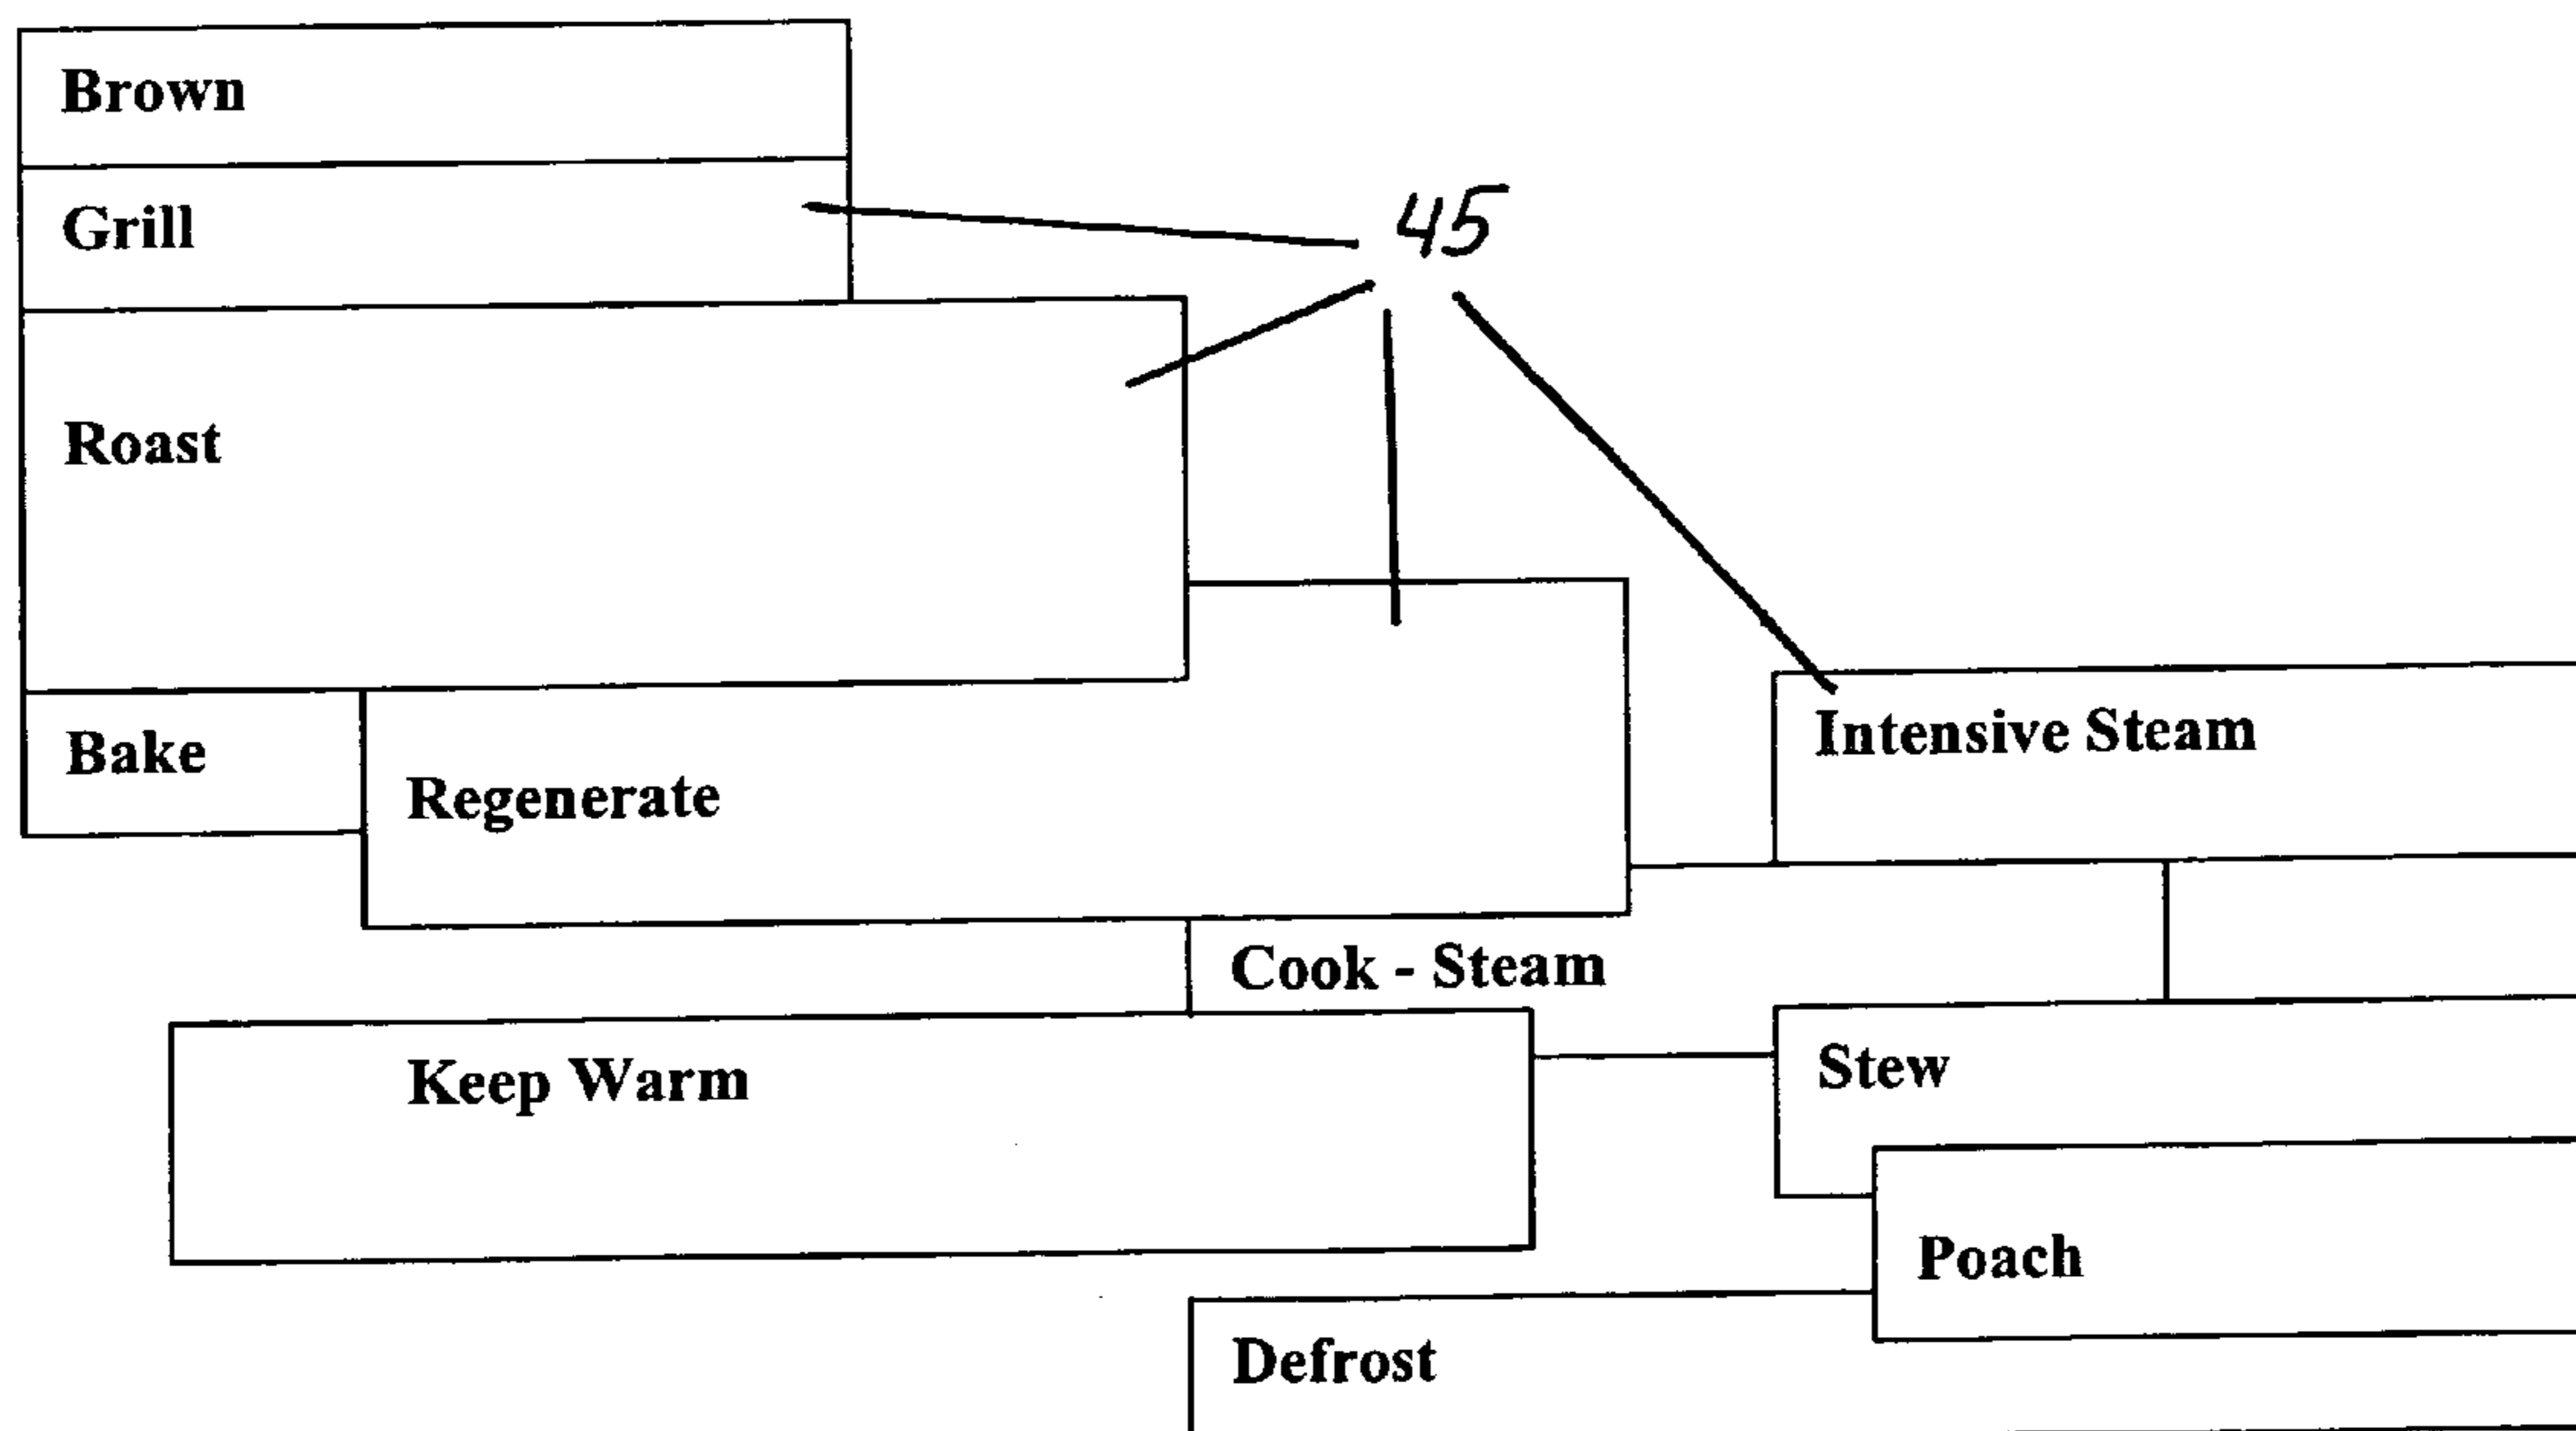 Brown
Grill
45
Roast
Intensive Steam
Bake
Regenerate
Cook - Steam
Keep Warm
Stew
Poach
Defrost